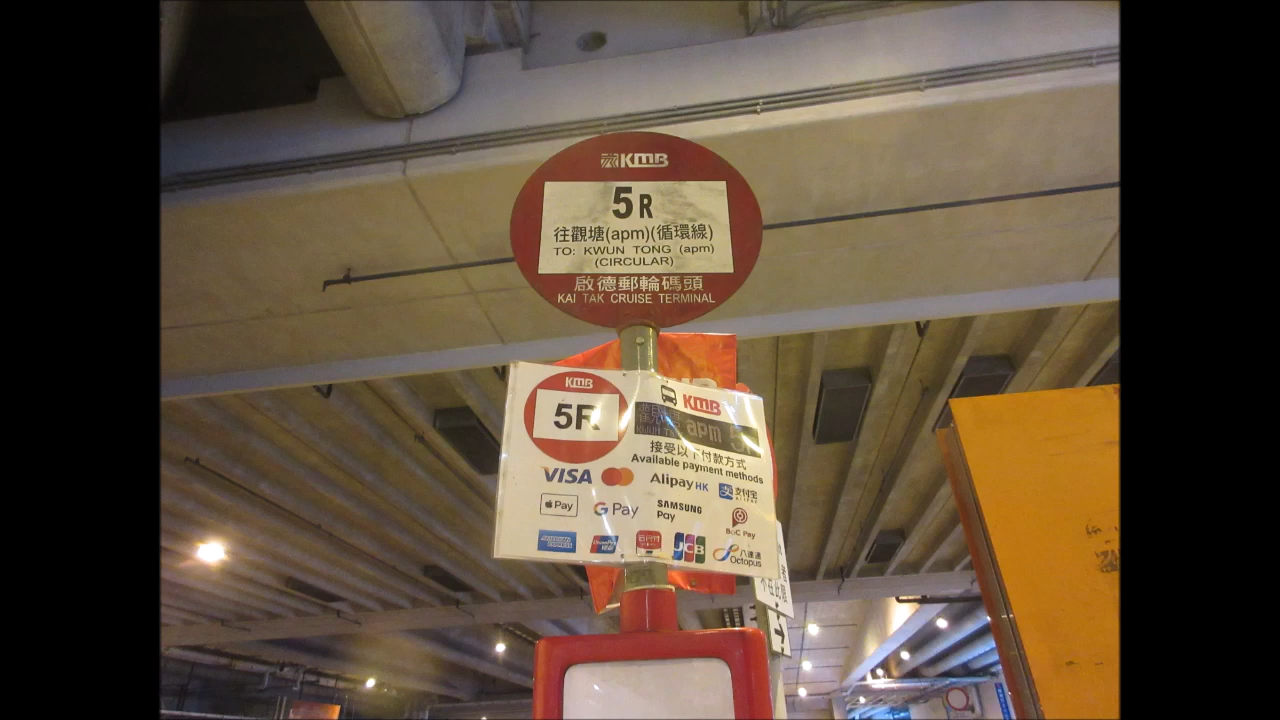 KMB
5R
往觀塘(apm)(循環線)
TO: KWUN TONG (apm)
(CIRCULAR)
啟德郵輪碼頭
KAI TAK CRUISE TERMINAL
KMB
5R
KMB
apm
接受以下付款方式
Available payment methods
VISA
Alipay HK
支付宝
Pay
G Pay
SAMSUNG
Pay
BoC Pay
AMERICAN EXPRESS
UnionPay
JCB
八達通
Octopus